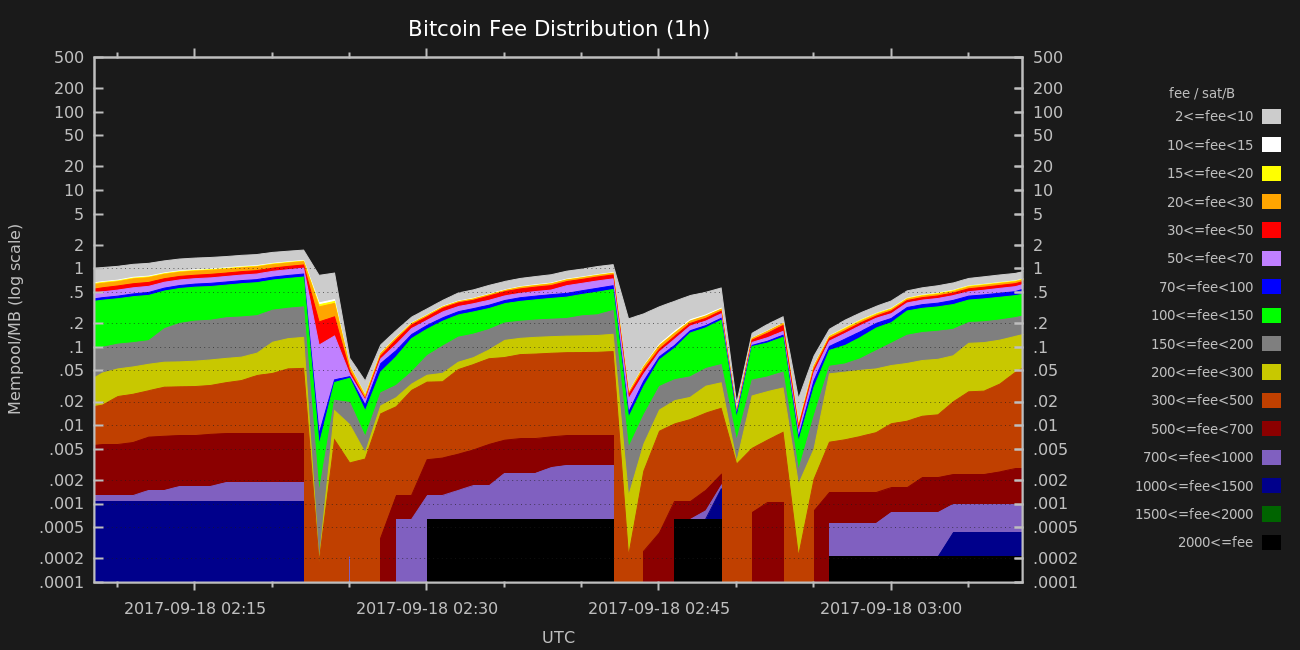 Bitcoin Fee Distribution (1h)
Mempool/MB (log scale)
500
200
100
50
20
10
5
2
1
.5
.2
.1
.05
.02
.01
.005
.002
.001
.0005
.0002
.0001
500
200
100
50
20
10
5
2
1
.5
.2
.1
.05
.02
.01
.005
.002
.001
.0005
.0002
.0001
2017-09-18 02:15
2017-09-18 02:30
2017-09-18 02:45
2017-09-18 03:00
UTC
fee / sat/B
2<=fee<10
10<=fee<15
15<=fee<20
20<=fee<30
30<=fee<50
50<=fee<70
70<=fee<100
100<=fee<150
150<=fee<200
200<=fee<300
300<=fee<500
500<=fee<700
700<=fee<1000
1000<=fee<1500
1500<=fee<2000
2000<=fee